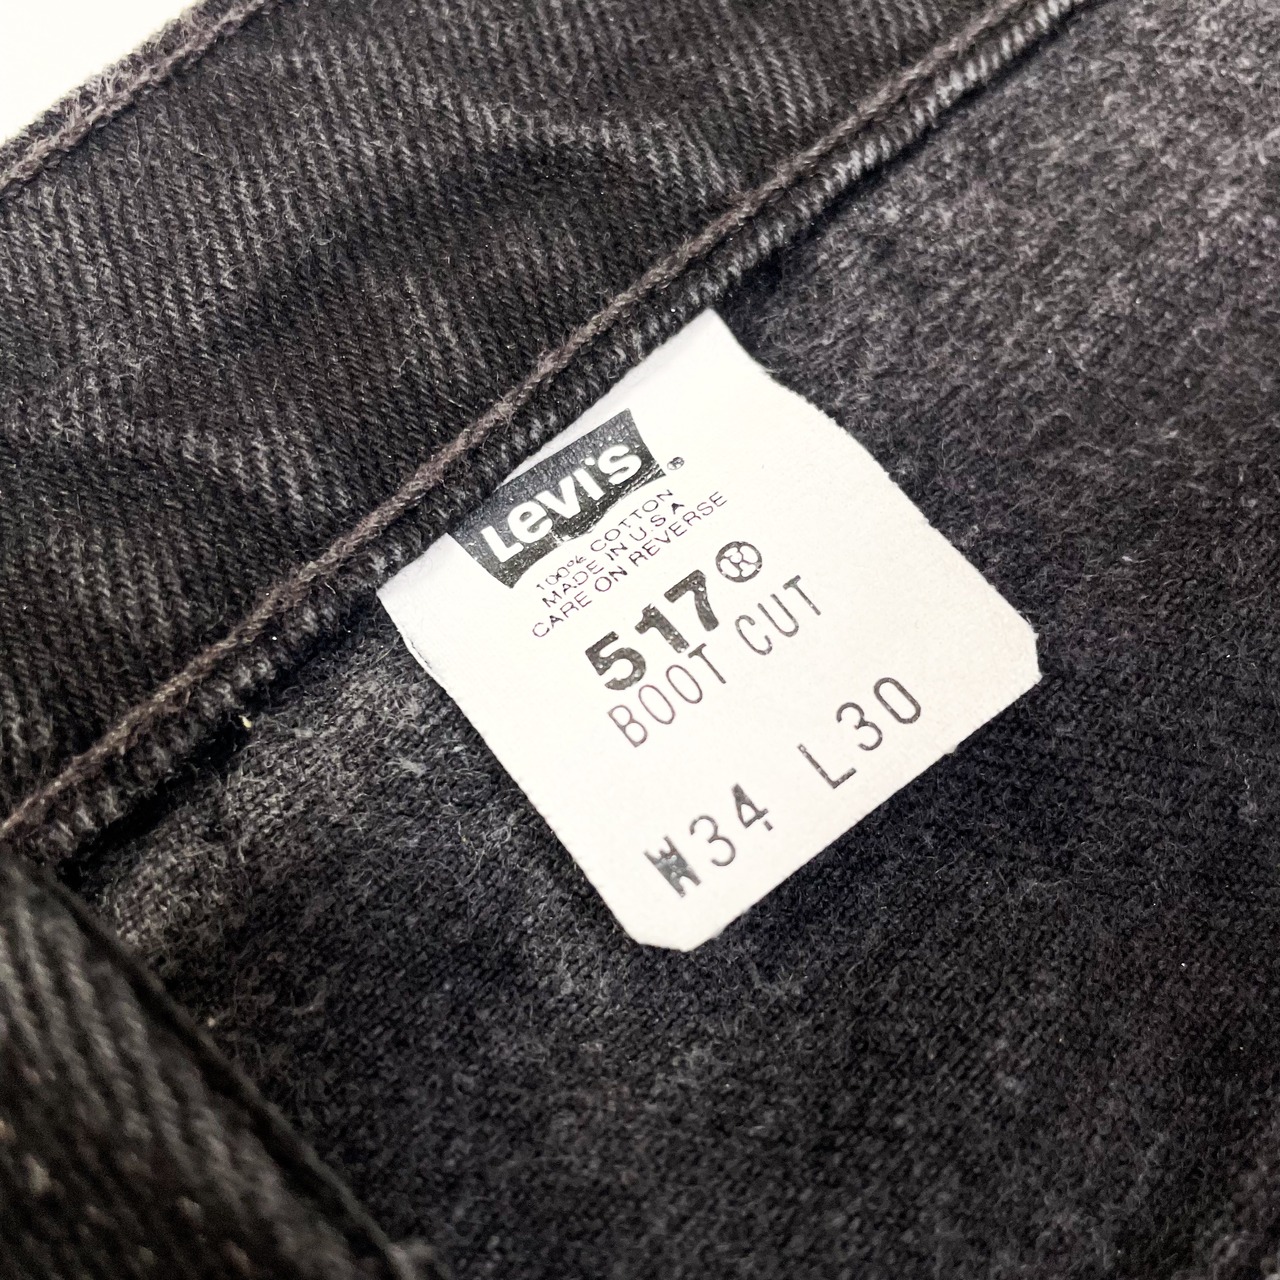 Levi's®
100% COTTON
MADE IN U.S.A
CARE ON REVERSE
517®
BOOT CUT
W34 L30